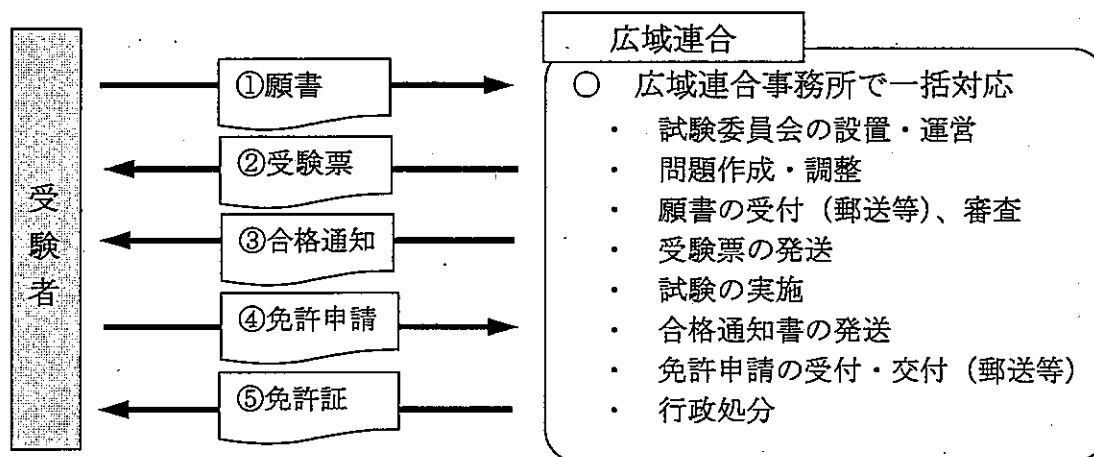 受験者
①願書
②受験票
③合格通知
④免許申請
⑤免許証
広域連合
○ 広域連合事務所で一括対応
・ 試験委員会の設置・運営
・ 問題作成・調整
・ 願書の受付（郵送等）、審査
・ 受験票の発送
・ 試験の実施
・ 合格通知書の発送
・ 免許申請の受付・交付（郵送等）
・ 行政処分